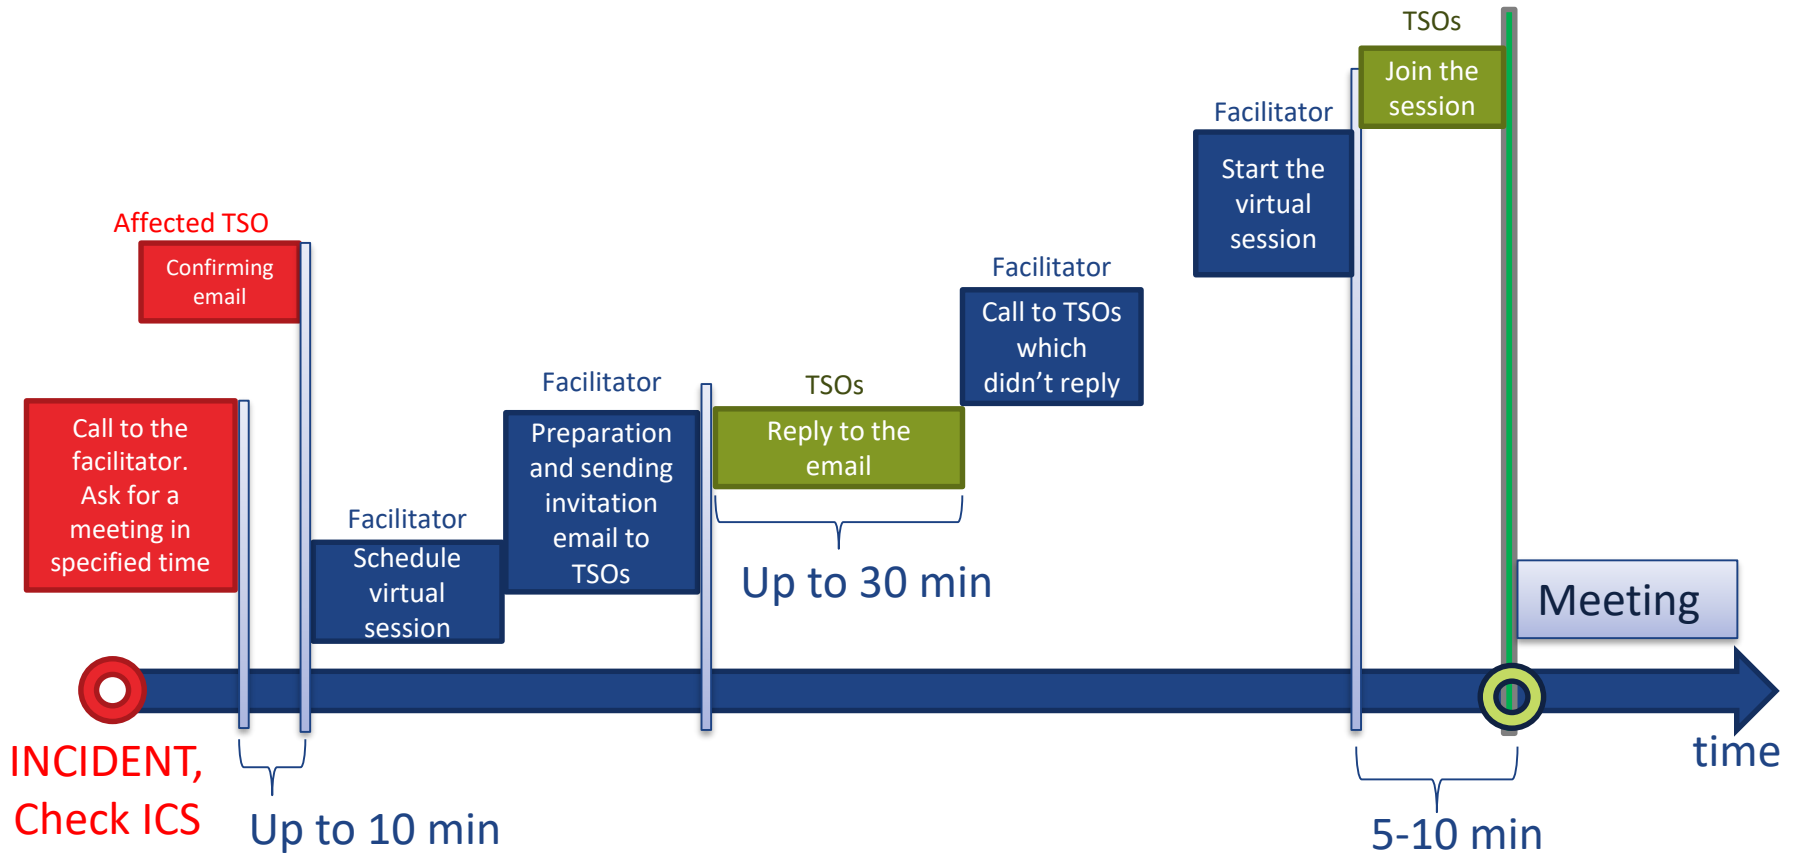 TSOs
Join the
session
Facilitator
Start the
virtual
session
Affected TSO
Confirming
email
Facilitator
Call to TSOs
which
didn’t reply
Facilitator
Preparation
and sending
invitation
email to
TSOs
TSOs
Reply to the
email
Call to the
facilitator.
Ask for a
meeting in
specified time
Facilitator
Schedule
virtual
session
Up to 30 min
Meeting
INCIDENT,
Check ICS
time
Up to 10 min
5-10 min